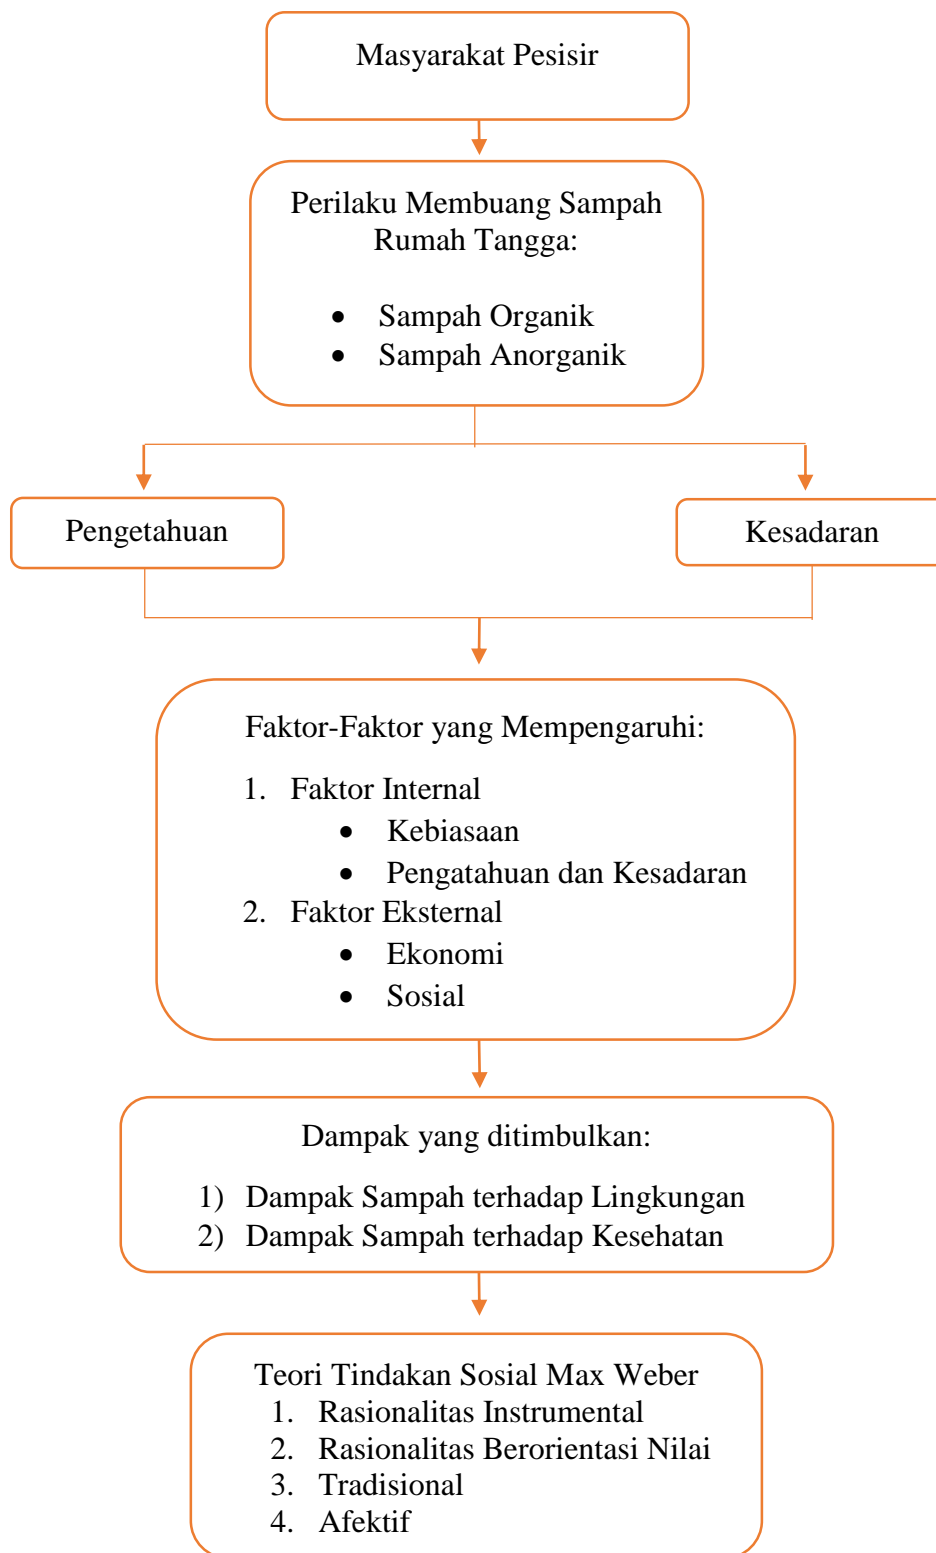 Masyarakat Pesisir
Perilaku Membuang Sampah
Rumah Tangga:
• Sampah Organik
• Sampah Anorganik
Pengetahuan
Kesadaran
Faktor-Faktor yang Mempengaruhi:
1. Faktor Internal
• Kebiasaan
• Pengatahuan dan Kesadaran
2. Faktor Eksternal
• Ekonomi
• Sosial
Dampak yang ditimbulkan:
1) Dampak Sampah terhadap Lingkungan
2) Dampak Sampah terhadap Kesehatan
Teori Tindakan Sosial Max Weber
1. Rasionalitas Instrumental
2. Rasionalitas Berorientasi Nilai
3. Tradisional
4. Afektif